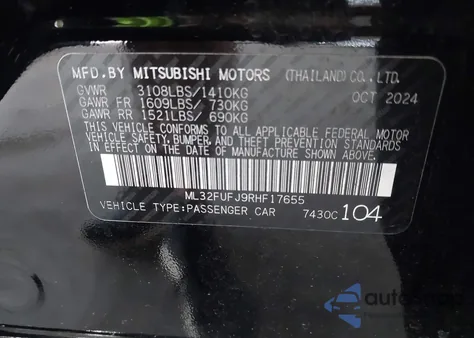 MFD.BY MITSUBISHI MOTORS (THAILAND) CO., LTD.
GVWR 3108LBS/1410KG OCT 2024
GAWR FR 1609LBS/ 730KG
GAWR RR 1521LBS/ 690KG
THIS VEHICLE CONFORMS TO ALL APPLICABLE FEDERAL MOTOR
VEHICLE SAFETY, BUMPER, AND THEFT PREVENTION STANDARDS
IN EFFECT ON THE DATE OF MANUFACTURE SHOWN ABOVE.
ML32FUFJ9RHF17655
VEHICLE TYPE:PASSENGER CAR 7430C 104